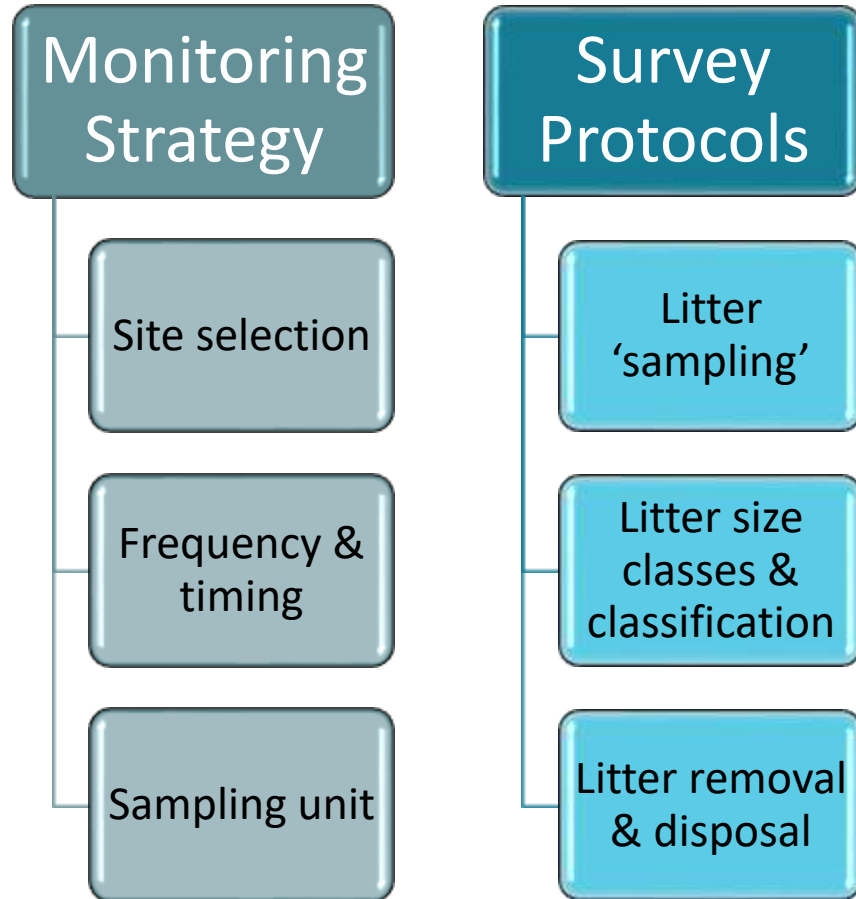 Monitoring
Strategy
Site selection
Frequency &
timing
Sampling unit
Survey
Protocols
Litter
‘sampling’
Litter size
classes &
classification
Litter removal
& disposal